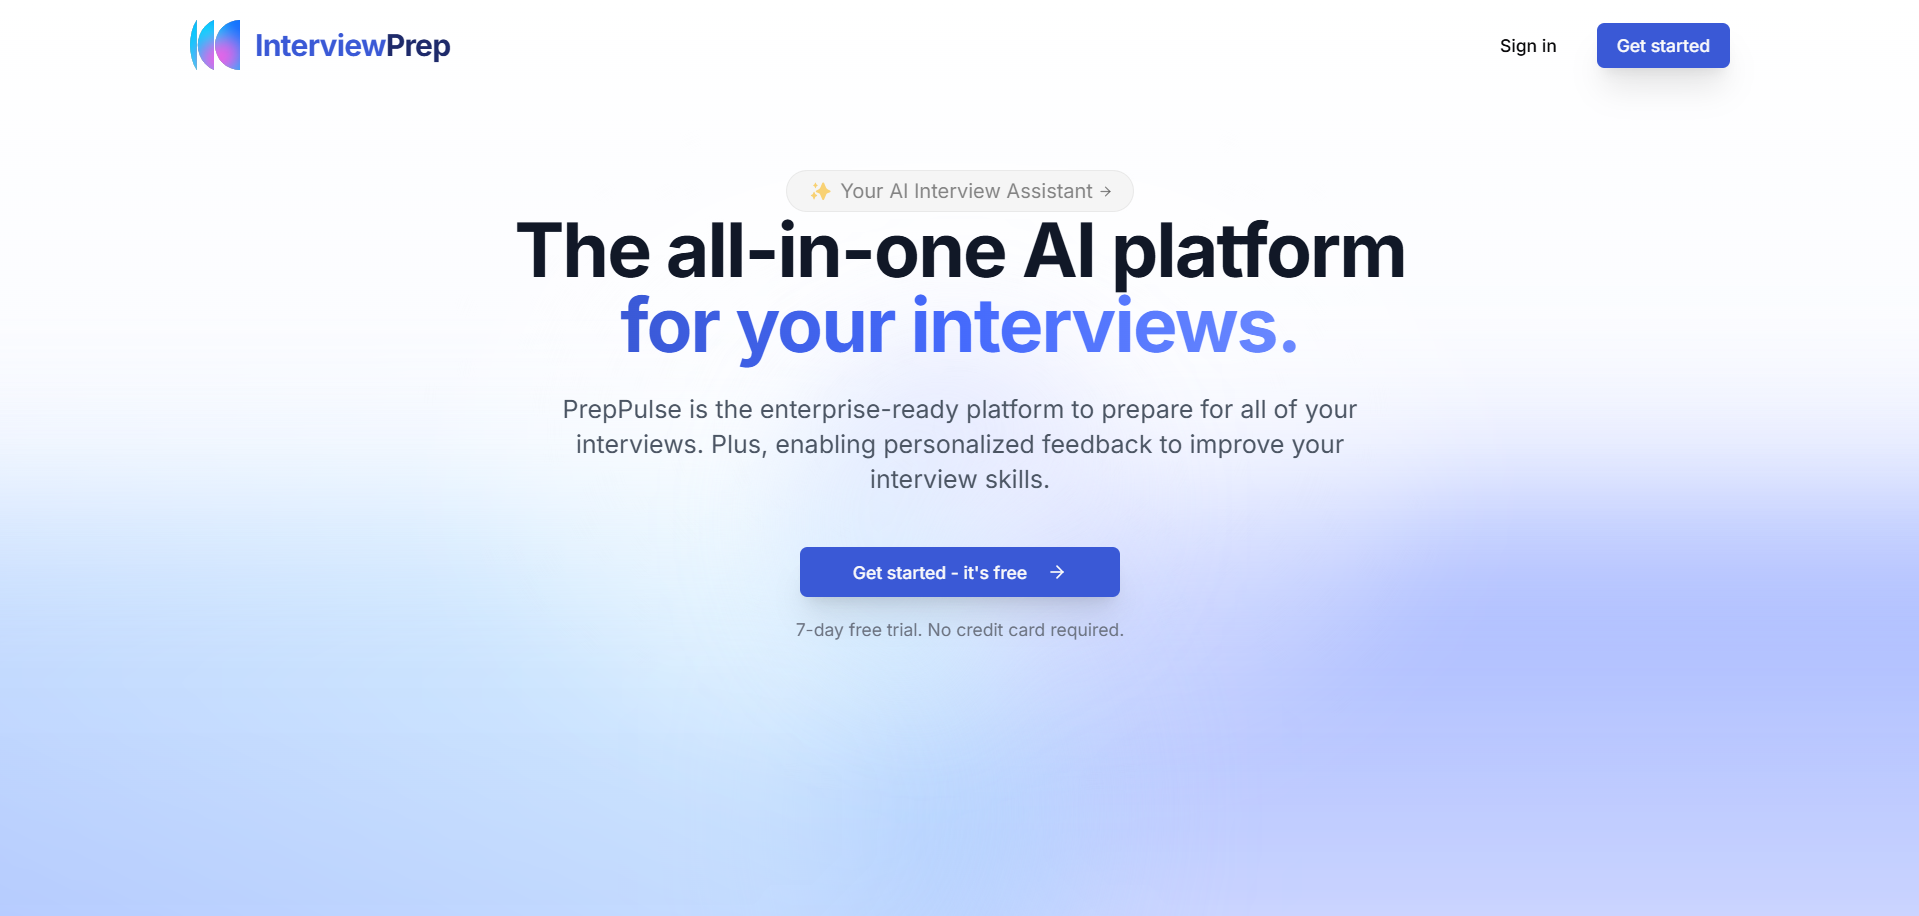 InterviewPrep
Sign in
Get started
✨ Your AI Interview Assistant →
The all-in-one AI platform
for your interviews.
PrepPulse is the enterprise-ready platform to prepare for all of your
interviews. Plus, enabling personalized feedback to improve your
interview skills.
Get started - it's free →
7-day free trial. No credit card required.